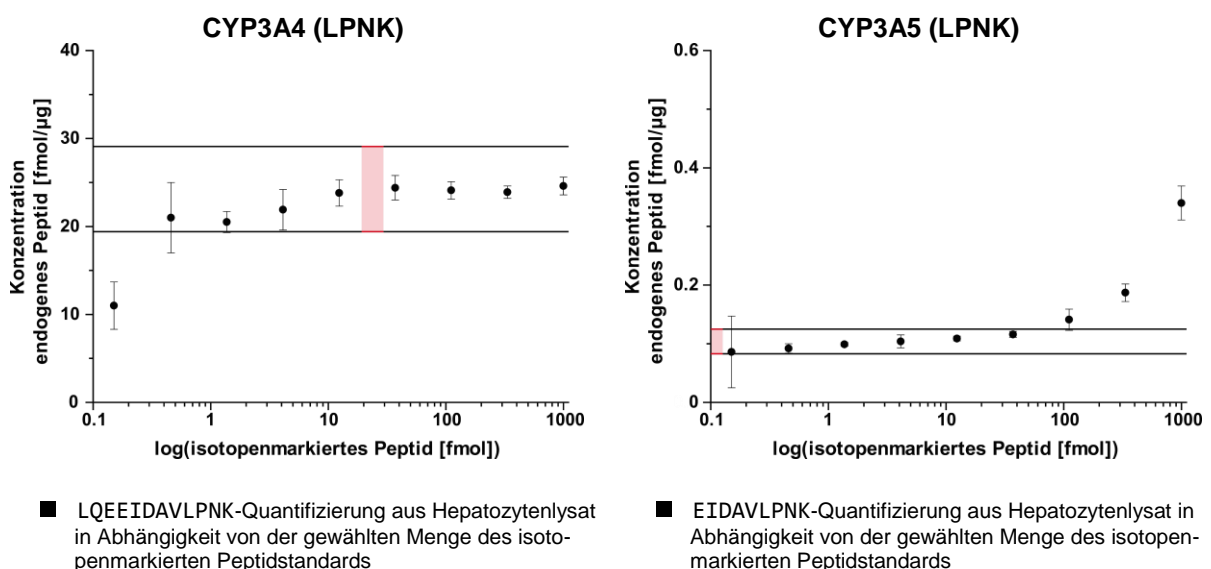 CYP3A4 (LPNK)
40
30
20
10
0
0.1
1
10
100
1000
Konzentration
endogenes Peptid [fmol/µg]
log(isotopenmarkiertes Peptid [fmol])
■ LQEEIDAVLPNK-Quantifizierung aus Hepatozytenlysat
in Abhängigkeit von der gewählten Menge des isoto-
penmarkierten Peptidstandards
CYP3A5 (LPNK)
0.6
0.4
0.2
0
0.1
1
10
100
1000
Konzentration
endogenes Peptid [fmol/µg]
log(isotopenmarkiertes Peptid [fmol])
■ EIDAVLPNK-Quantifizierung aus Hepatozytenlysat in
Abhängigkeit von der gewählten Menge des isotopen-
markierten Peptidstandards